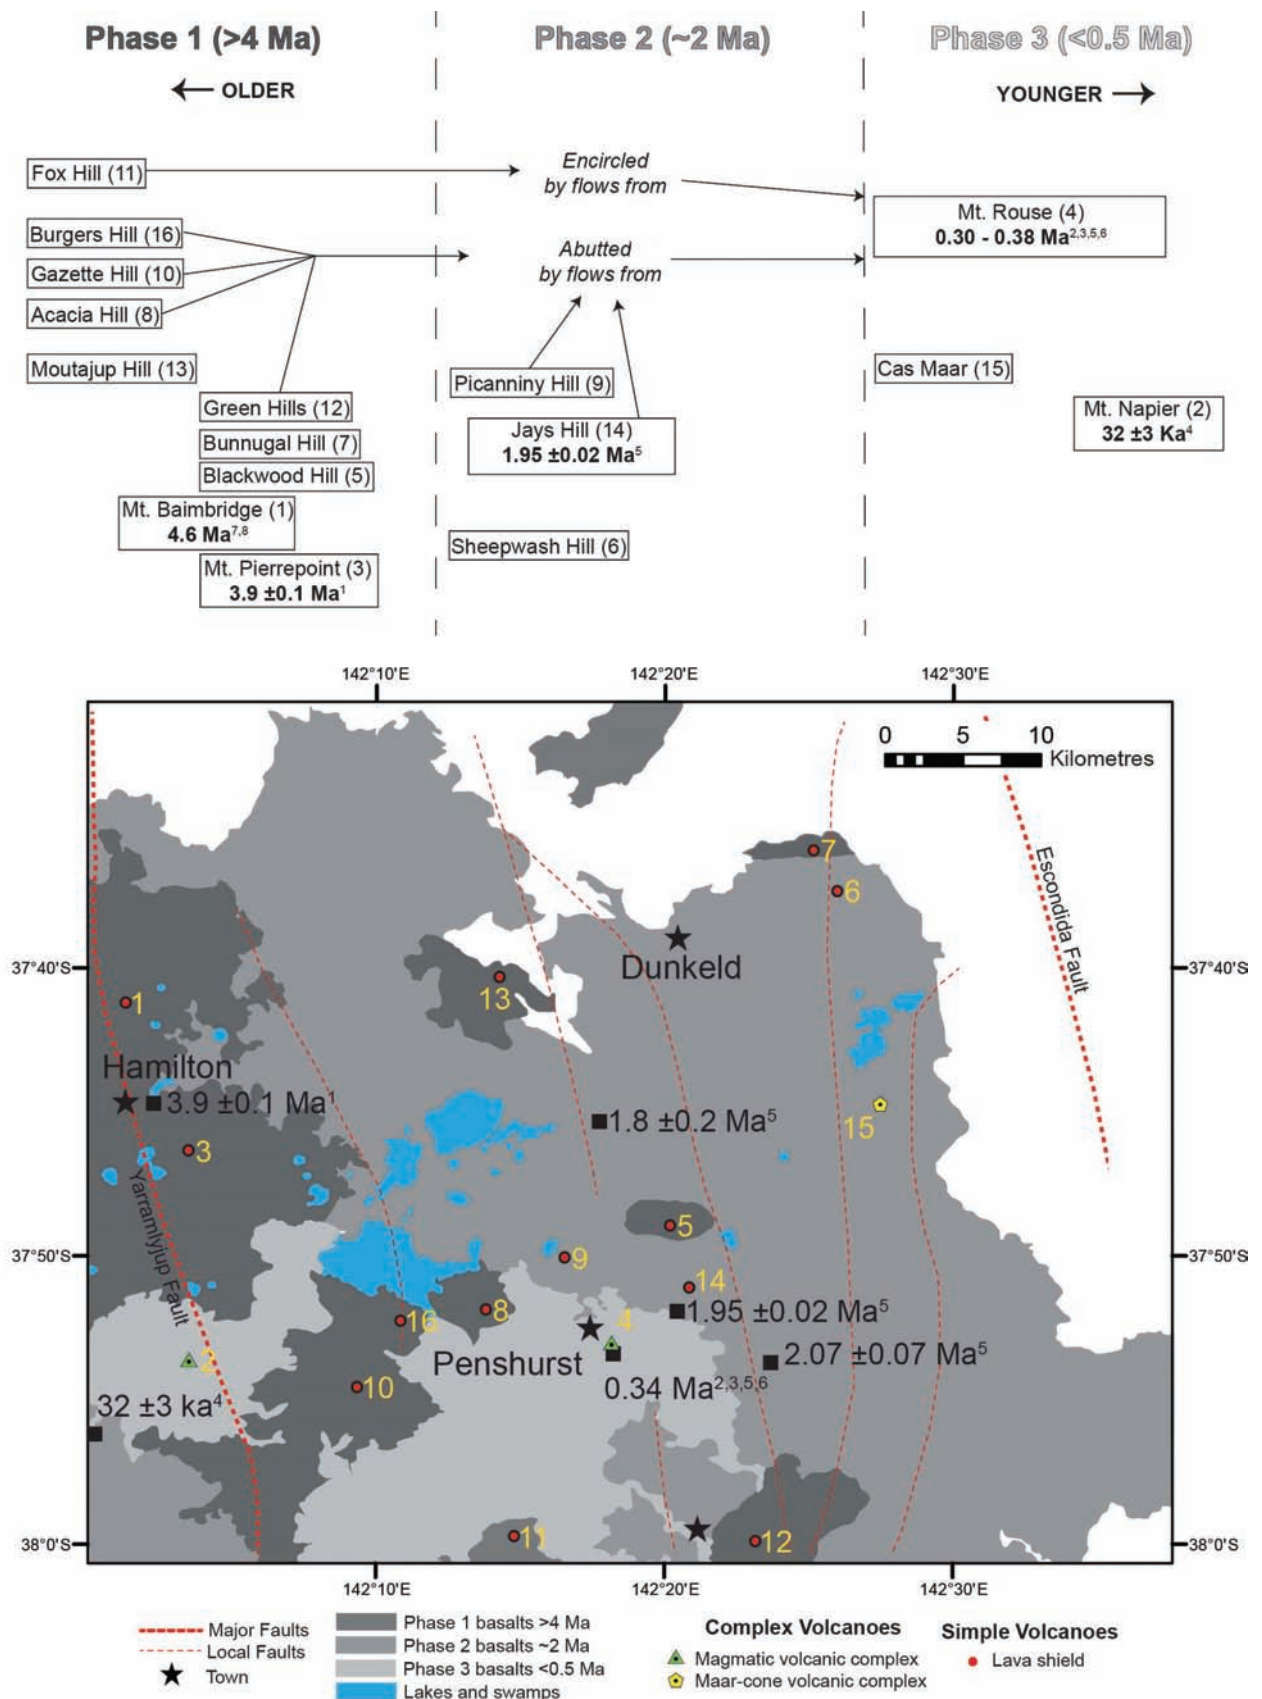 Phase 1 (>4 Ma)
Phase 2 (~2 Ma)
Phase 3 (<0.5 Ma)
OLDER
YOUNGER
Fox Hill (11)
Encircled
by flows from
Mt. Rouse (4)
0.30 - 0.38 Ma2,3,5,6
Burgers Hill (16)
Gazette Hill (10)
Acacia Hill (8)
Abutted
by flows from
Moutajup Hill (13)
Picanniny Hill (9)
Cas Maar (15)
Green Hills (12)
Jays Hill (14)
1.95 ±0.02 Ma5
Mt. Napier (2)
32 ±3 Ka4
Bunnugal Hill (7)
Blackwood Hill (5)
Mt. Baimbridge (1)
4.6 Ma7,8
Sheepwash Hill (6)
Mt. Pierrepoint (3)
3.9 ±0.1 Ma1
142°10'E
142°20'E
142°30'E
0 5 10
Kilometres
Escondida Fault
7
6
Dunkeld
37°40'S
37°40'S
13
1
Hamilton
3.9 ±0.1 Ma1
1.8 ±0.2 Ma5
15
3
Yarramlyjup Fault
5
37°50'S
37°50'S
9
14
8
1.95 ±0.02 Ma5
16
4
Penshurst
2.07 ±0.07 Ma5
2
10
0.34 Ma2,3,5,6
32 ±3 ka4
11
12
38°0'S
38°0'S
142°10'E
142°20'E
142°30'E
Major Faults
Local Faults
Town
Phase 1 basalts >4 Ma
Phase 2 basalts ~2 Ma
Phase 3 basalts <0.5 Ma
Lakes and swamps
Complex Volcanoes
Magmatic volcanic complex
Maar-cone volcanic complex
Simple Volcanoes
Lava shield